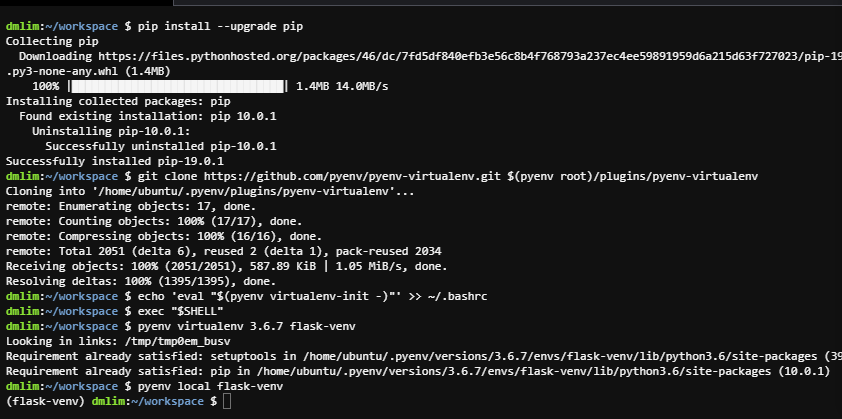 dmlim:~/workspace $ pip install --upgrade pip
Collecting pip
  Downloading https://files.pythonhosted.org/packages/46/dc/7fd5df840efb3e56c8b4f768793a237ec4ee59891959d6a215d63f727023/pip-19
.py3-none-any.whl (1.4MB)
    100% |████████████████████████████████| 1.4MB 14.0MB/s
Installing collected packages: pip
  Found existing installation: pip 10.0.1
    Uninstalling pip-10.0.1:
      Successfully uninstalled pip-10.0.1
Successfully installed pip-19.0.1
dmlim:~/workspace $ git clone https://github.com/pyenv/pyenv-virtualenv.git $(pyenv root)/plugins/pyenv-virtualenv
Cloning into '/home/ubuntu/.pyenv/plugins/pyenv-virtualenv'...
remote: Enumerating objects: 17, done.
remote: Counting objects: 100% (17/17), done.
remote: Compressing objects: 100% (16/16), done.
remote: Total 2051 (delta 6), reused 2 (delta 1), pack-reused 2034
Receiving objects: 100% (2051/2051), 587.89 KiB | 1.05 MiB/s, done.
Resolving deltas: 100% (1395/1395), done.
dmlim:~/workspace $ echo 'eval "$(pyenv virtualenv-init -)"' >> ~/.bashrc
dmlim:~/workspace $ exec "$SHELL"
dmlim:~/workspace $ pyenv virtualenv 3.6.7 flask-venv
Looking in links: /tmp/tmp0em_busv
Requirement already satisfied: setuptools in /home/ubuntu/.pyenv/versions/3.6.7/envs/flask-venv/lib/python3.6/site-packages (39
Requirement already satisfied: pip in /home/ubuntu/.pyenv/versions/3.6.7/envs/flask-venv/lib/python3.6/site-packages (10.0.1)
dmlim:~/workspace $ pyenv local flask-venv
(flask-venv) dmlim:~/workspace $